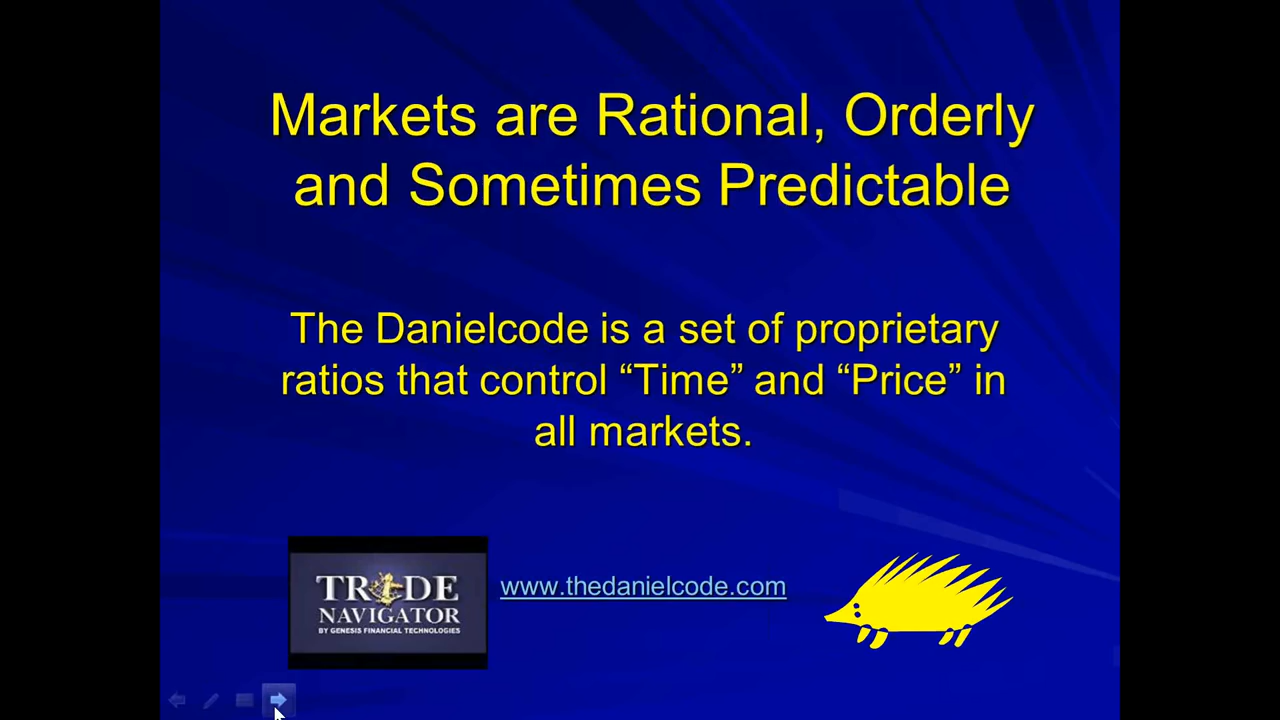 Markets are Rational, Orderly
and Sometimes Predictable
The Danielcode is a set of proprietary
ratios that control “Time” and “Price” in
all markets.
TRADE
NAVIGATOR
BY GENESIS FINANCIAL TECHNOLOGIES
www.thedanielcode.com